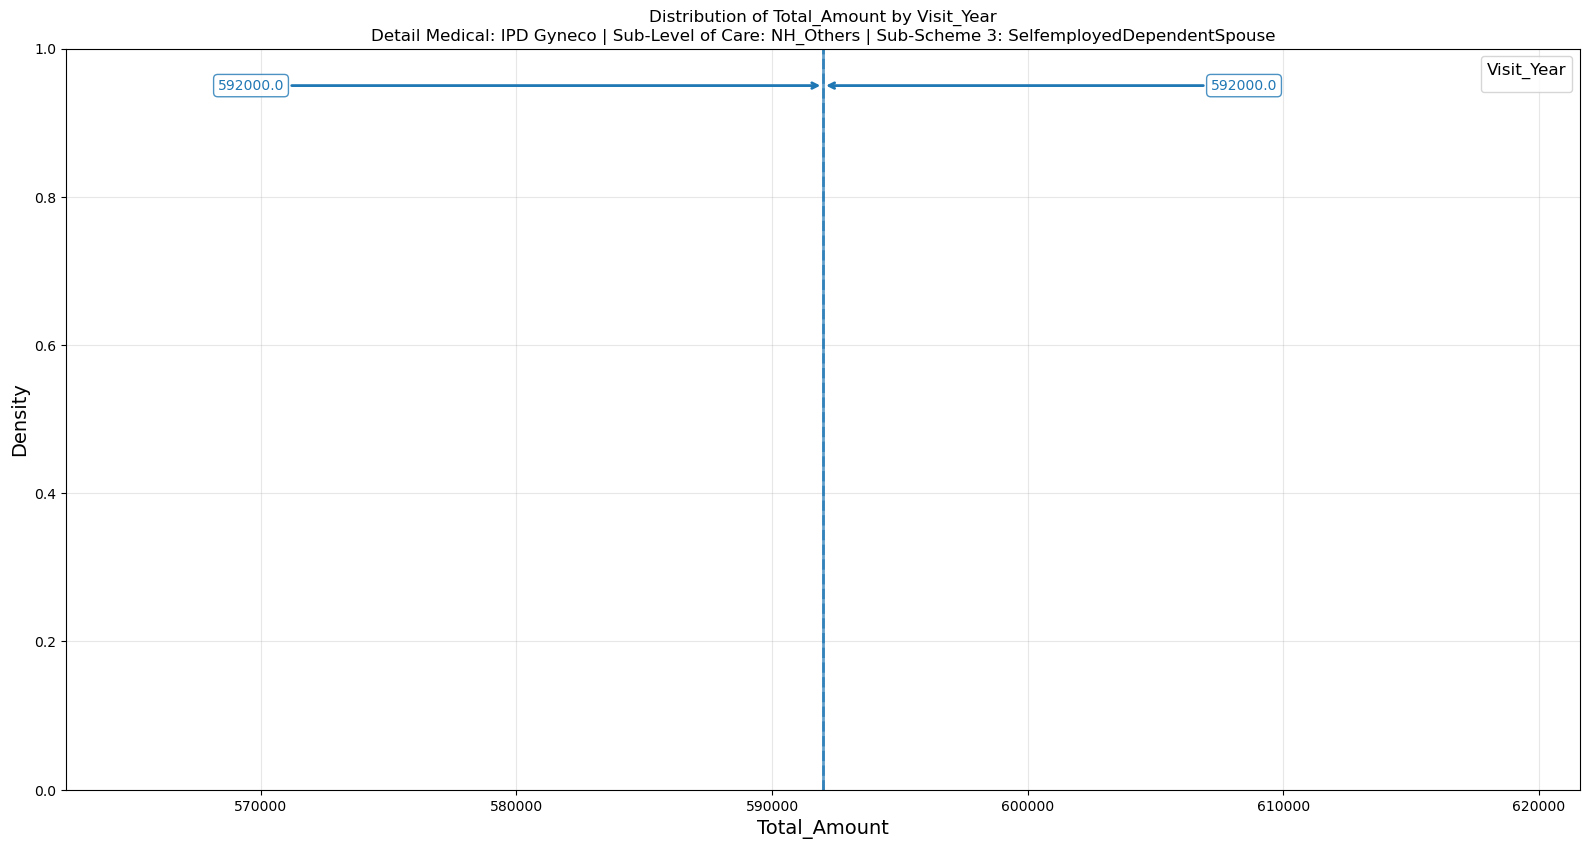 Distribution of Total_Amount by Visit_Year
Detail Medical: IPD Gyneco | Sub-Level of Care: NH_Others | Sub-Scheme 3: SelfemployedDependentSpouse
1.0
0.8
0.6
0.4
0.2
0.0
Density
592000.0
592000.0
Visit_Year
570000
580000
590000
600000
610000
620000
Total_Amount